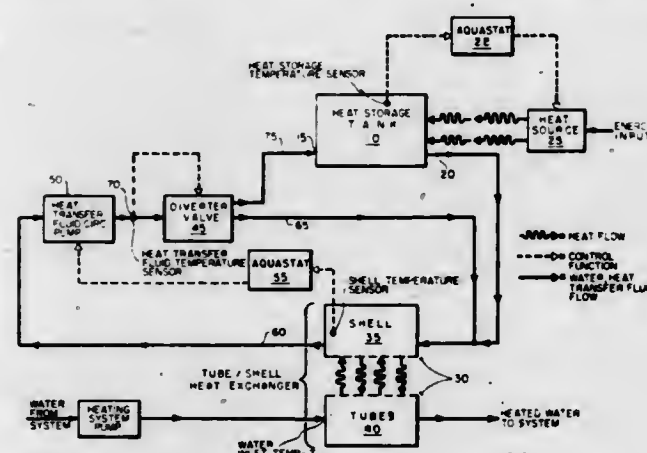 AQUASTAT
22
HEAT STORAGE
TEMPERATURE SENSOR
HEAT STORAGE
TANK
10
HEAT
SOURCE
25
ENERGY
INPUT
75
15
20
50
HEAT
TRANSFER
FLUID CIRC
PUMP
70
DIVERTER
VALVE
45
65
HEAT TRANSFER
FLUID TEMPERATURE
SENSOR
AQUASTAT
55
SHELL TEMPERATURE
SENSOR
HEAT FLOW
CONTROL
FUNCTION
WATER, HEAT
TRANSFER FLUID
FLOW
60
SHELL
35
TUBE / SHELL
HEAT EXCHANGER
30
WATER
FROM
SYSTEM
HEATING
SYSTEM
PUMP
TUBES
40
HEATED WATER
TO SYSTEM
WATER
INLET TEMP